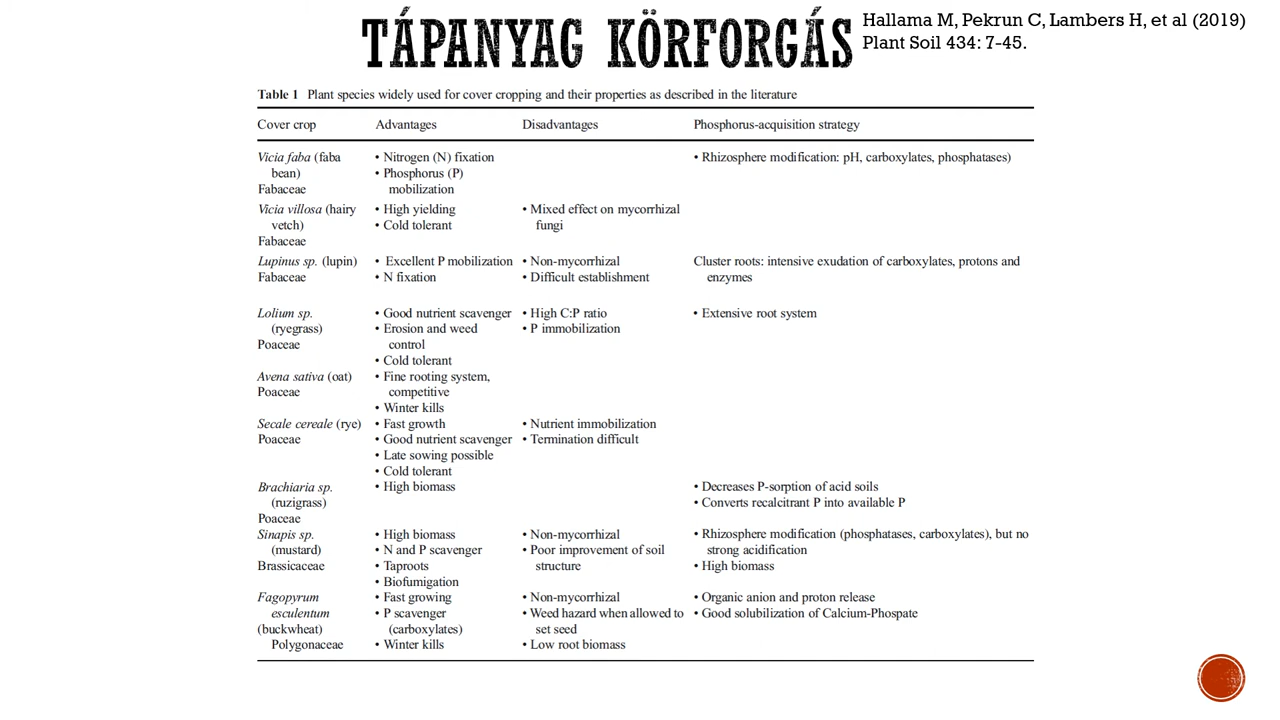 TÁPANYAG KÖRFORGÁS
Hallama M, Pekrun C, Lambers H, et al (2019)
Plant Soil 434: 7-45.
Table 1 Plant species widely used for cover cropping and their properties as described in the literature
Cover crop Advantages Disadvantages Phosphorus-acquisition strategy
Vicia faba (faba • Nitrogen (N) fixation • Rhizosphere modification: pH, carboxylates, phosphatases)
bean) • Phosphorus (P)
Fabaceae mobilization
Vicia villosa (hairy • High yielding • Mixed effect on mycorrhizal
vetch) • Cold tolerant fungi
Fabaceae
Lupinus sp. (lupin) • Excellent P mobilization • Non-mycorrhizal Cluster roots: intensive exudation of carboxylates, protons and
Fabaceae • N fixation • Difficult establishment enzymes
Lolium sp. • Good nutrient scavenger • High C:P ratio • Extensive root system
(ryegrass) • Erosion and weed • P immobilization
Poaceae control
• Cold tolerant
Avena sativa (oat) • Fine rooting system,
Poaceae competitive
• Winter kills
Secale cereale (rye) • Fast growth • Nutrient immobilization
Poaceae • Good nutrient scavenger • Termination difficult
• Late sowing possible
• Cold tolerant
Brachiaria sp. • High biomass • Decreases P-sorption of acid soils
(ruzigrass) • Converts recalcitrant P into available P
Poaceae
Sinapis sp. • High biomass • Non-mycorrhizal • Rhizosphere modification (phosphatases, carboxylates), but no
(mustard) • N and P scavenger • Poor improvement of soil strong acidification
Brassicaceae • Taproots structure • High biomass
• Biofumigation
Fagopyrum • Fast growing • Non-mycorrhizal • Organic anion and proton release
esculentum • P scavenger • Weed hazard when allowed to • Good solubilization of Calcium-Phospate
(buckwheat) (carboxylates) set seed
Polygonaceae • Winter kills • Low root biomass